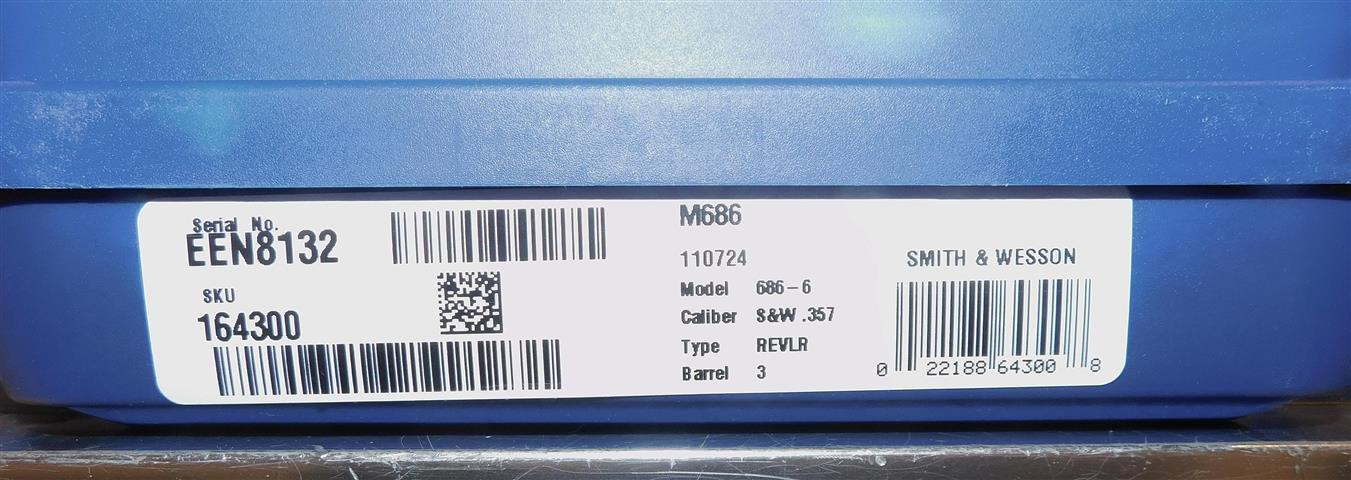 Serial No.
EEN8132
SKU
164300
M686
110724
Model 686-6
Caliber S&W .357
Type REVLR
Barrel 3
SMITH & WESSON
0 22188 64300 8